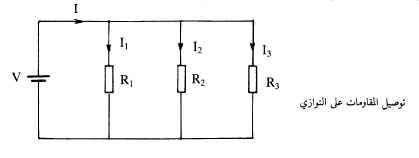 I
I1 I2 I3
V R1 R2 R3
توصيل المقاومات على التوازي